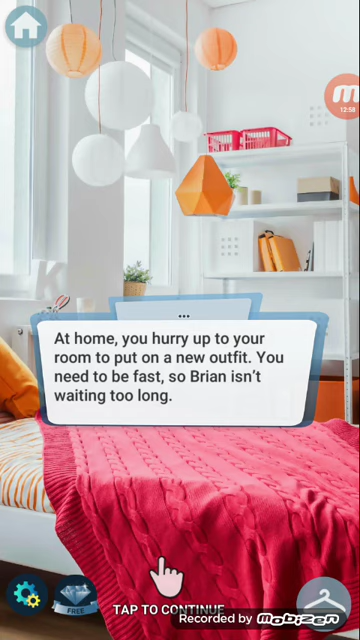 M
12:58
...
At home, you hurry up to your
room to put on a new outfit. You
need to be fast, so Brian isn't
waiting too long.
FREE
TAP TO CONTINUE
Recorded by Mobizen